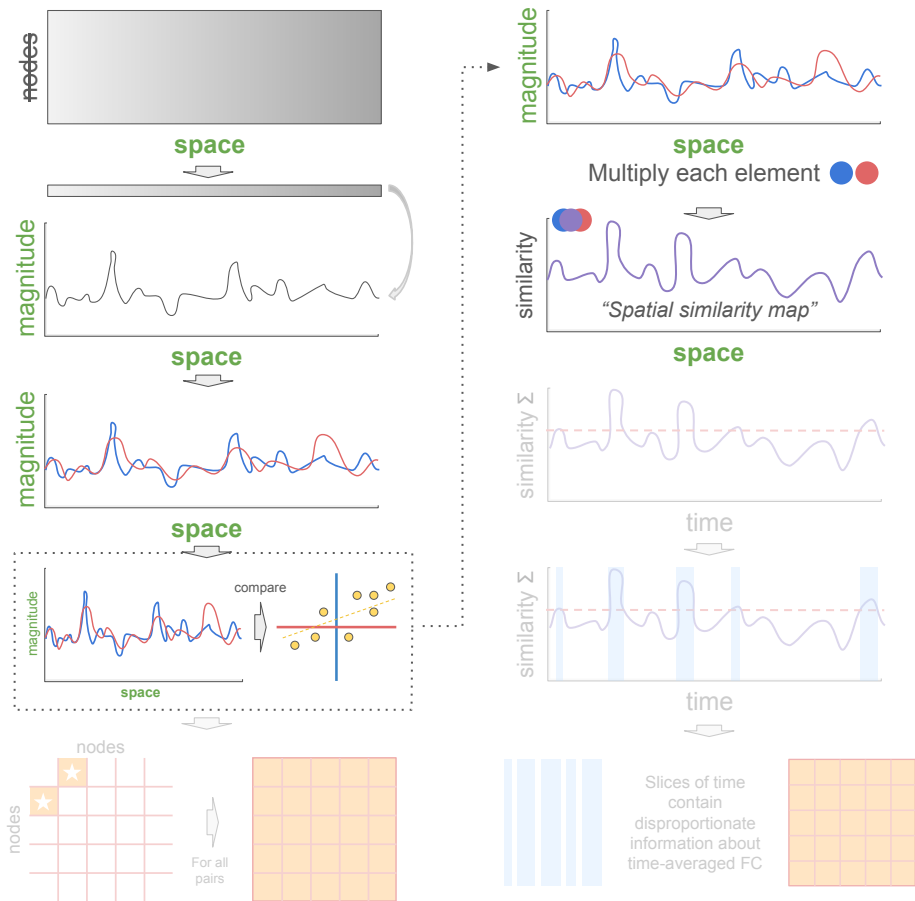 nodes
space
magnitude
space
magnitude
space
magnitude
compare
space
nodes
nodes
For all
pairs
magnitude
space
Multiply each element
similarity
“Spatial similarity map”
space
similarity Σ
time
similarity Σ
time
Slices of time
contain
disproportionate
information about
time-averaged FC